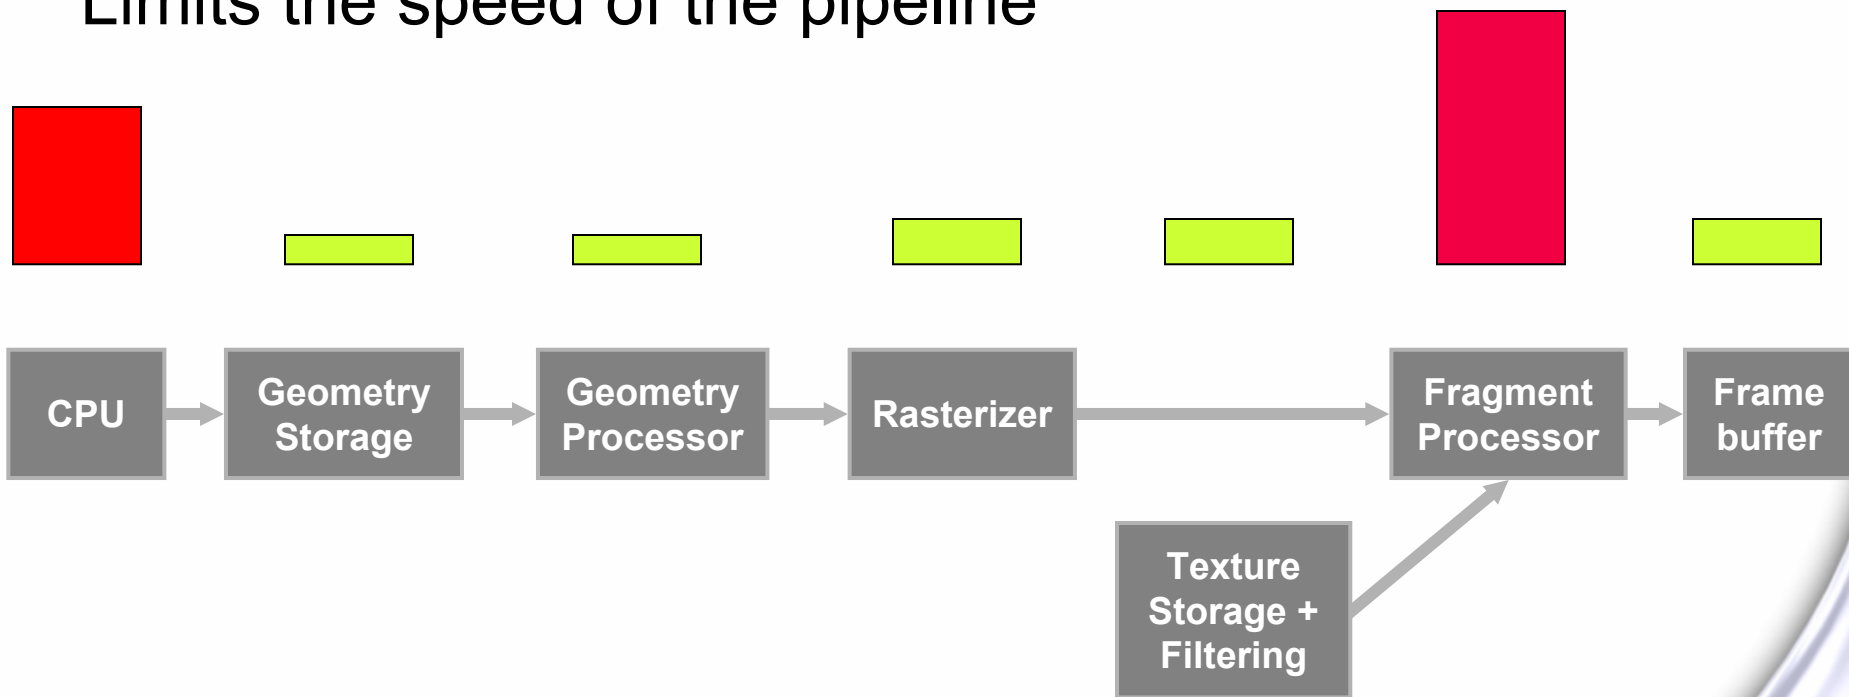 Limits the speed of the pipeline
CPU
Geometry
Storage
Geometry
Processor
Rasterizer
Fragment
Processor
Frame
buffer
Texture
Storage +
Filtering